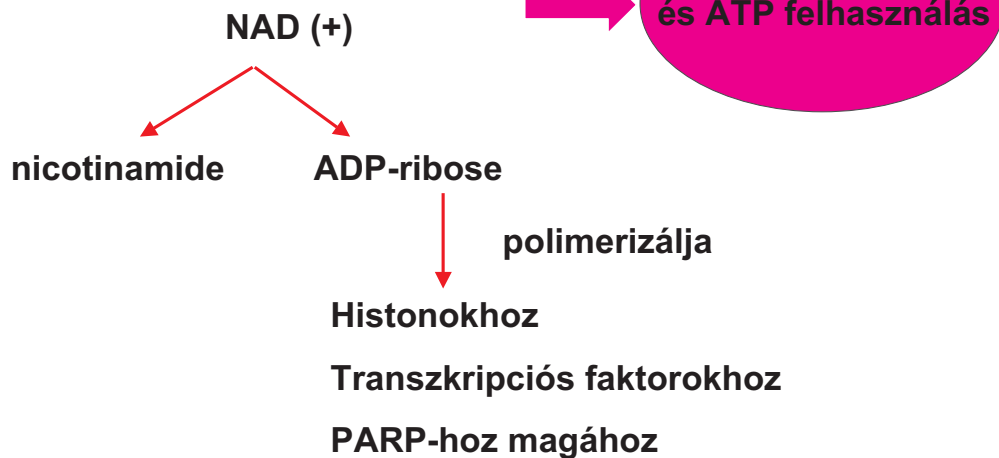 és ATP felhasználás
NAD (+)
nicotinamide
ADP-ribose
polimerizálja
Histonokhoz
Transzkripciós faktorokhoz
PARP-hoz magához